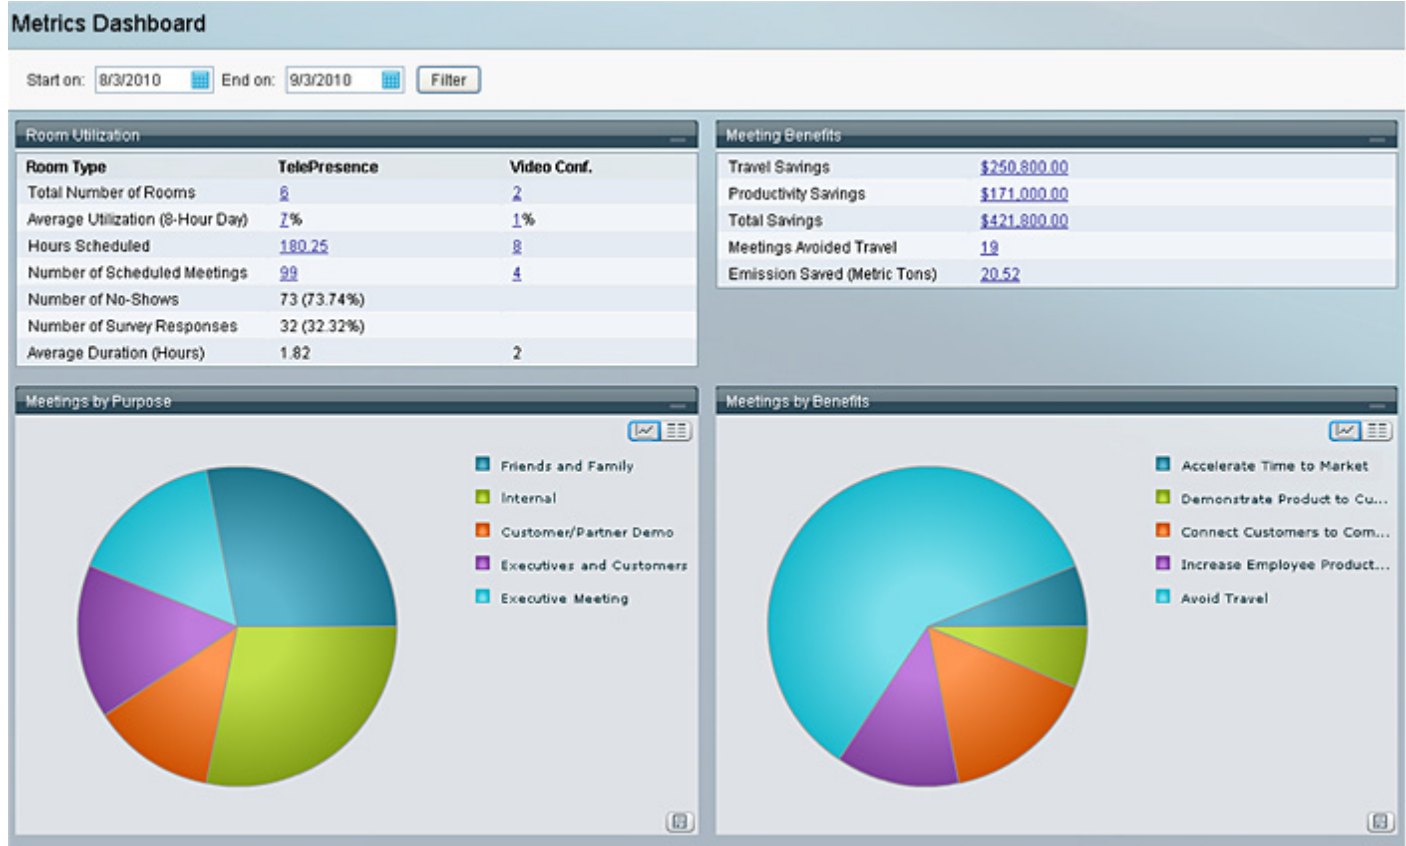 Metrics Dashboard
Start on: 8/3/2010 End on: 9/3/2010 Filter
Room Utilization
Room Type TelePresence Video Conf.
Total Number of Rooms 6 2
Average Utilization (8-Hour Day) 7% 1%
Hours Scheduled 180.25 8
Number of Scheduled Meetings 99 4
Number of No-Shows 73 (73.74%)
Number of Survey Responses 32 (32.32%)
Average Duration (Hours) 1.82 2
Meeting Benefits
Travel Savings $250,800.00
Productivity Savings $171,000.00
Total Savings $421,800.00
Meetings Avoided Travel 19
Emission Saved (Metric Tons) 20.52
Meetings by Purpose
Friends and Family
Internal
Customer/Partner Demo
Executives and Customers
Executive Meeting
Meetings by Benefits
Accelerate Time to Market
Demonstrate Product to Cu...
Connect Customers to Com...
Increase Employee Product...
Avoid Travel